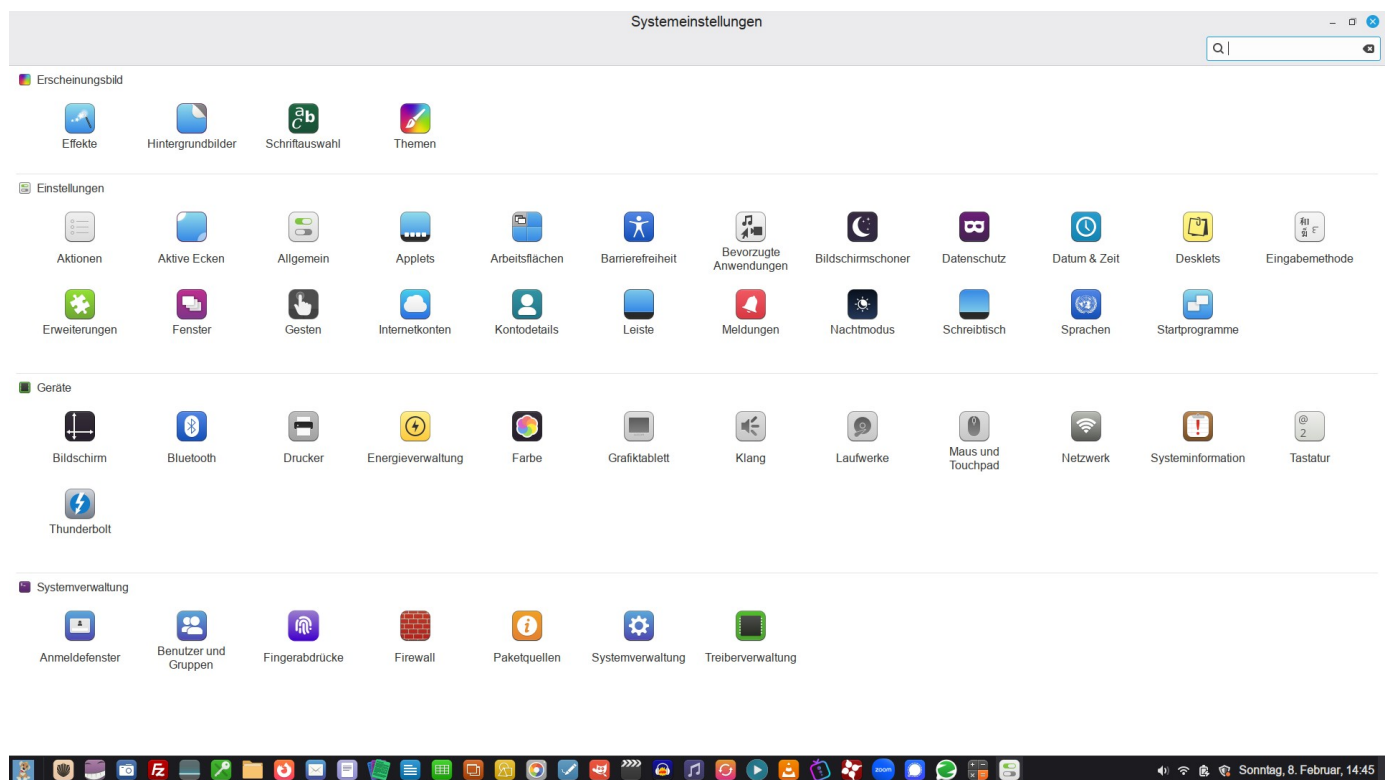 Systemeinstellungen
Erscheinungsbild
Effekte
Hintergrundbilder
Schriftauswahl
Themen
Einstellungen
Aktionen
Aktive Ecken
Allgemein
Applets
Arbeitsflächen
Barrierefreiheit
Bevorzugte
Anwendungen
Bildschirmschoner
Datenschutz
Datum & Zeit
Desklets
Eingabemethode
Erweiterungen
Fenster
Gesten
Internetkonten
Kontodetails
Leiste
Meldungen
Nachtmodus
Schreibtisch
Sprachen
Startprogramme
Geräte
Bildschirm
Bluetooth
Drucker
Energieverwaltung
Farbe
Grafiktablett
Klang
Laufwerke
Maus und
Touchpad
Netzwerk
Systeminformation
@
2
Tastatur
Thunderbolt
Systemverwaltung
Anmeldefenster
Benutzer und
Gruppen
Fingerabdrücke
Firewall
Paketquellen
Systemverwaltung
Treiberverwaltung
Fz
zoom
Sonntag, 8. Februar, 14:45